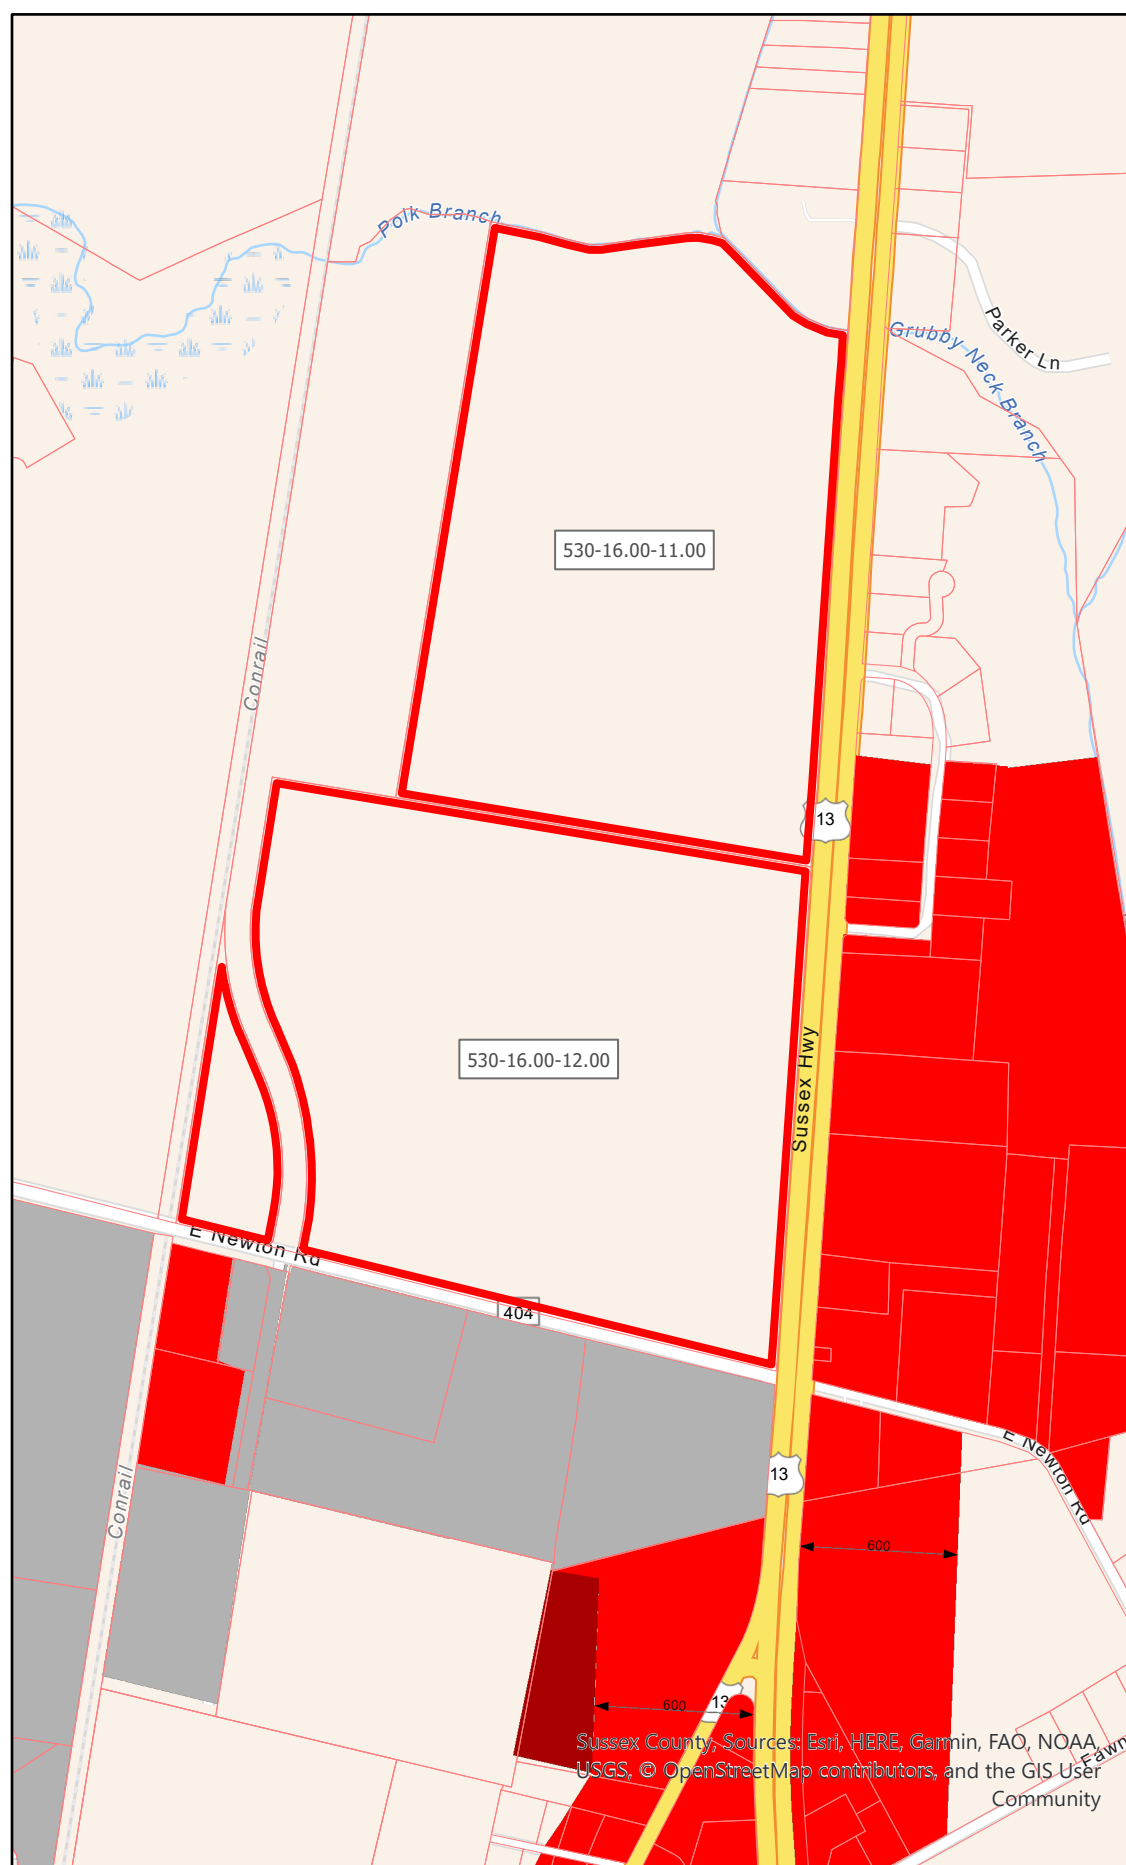 Polk Branch
Parker Ln
Grubby Neck Branch
530-16.00-11.00
Conrail
13
530-16.00-12.00
Sussex Hwy
E Newton Rd
404
E Newton Rd
13
Conrail
600
600
13
Sussex County, Sources: Esri, HERE, Garmin, FAO, NOAA,
USGS, © OpenStreetMap contributors, and the GIS User
Community
Fawn